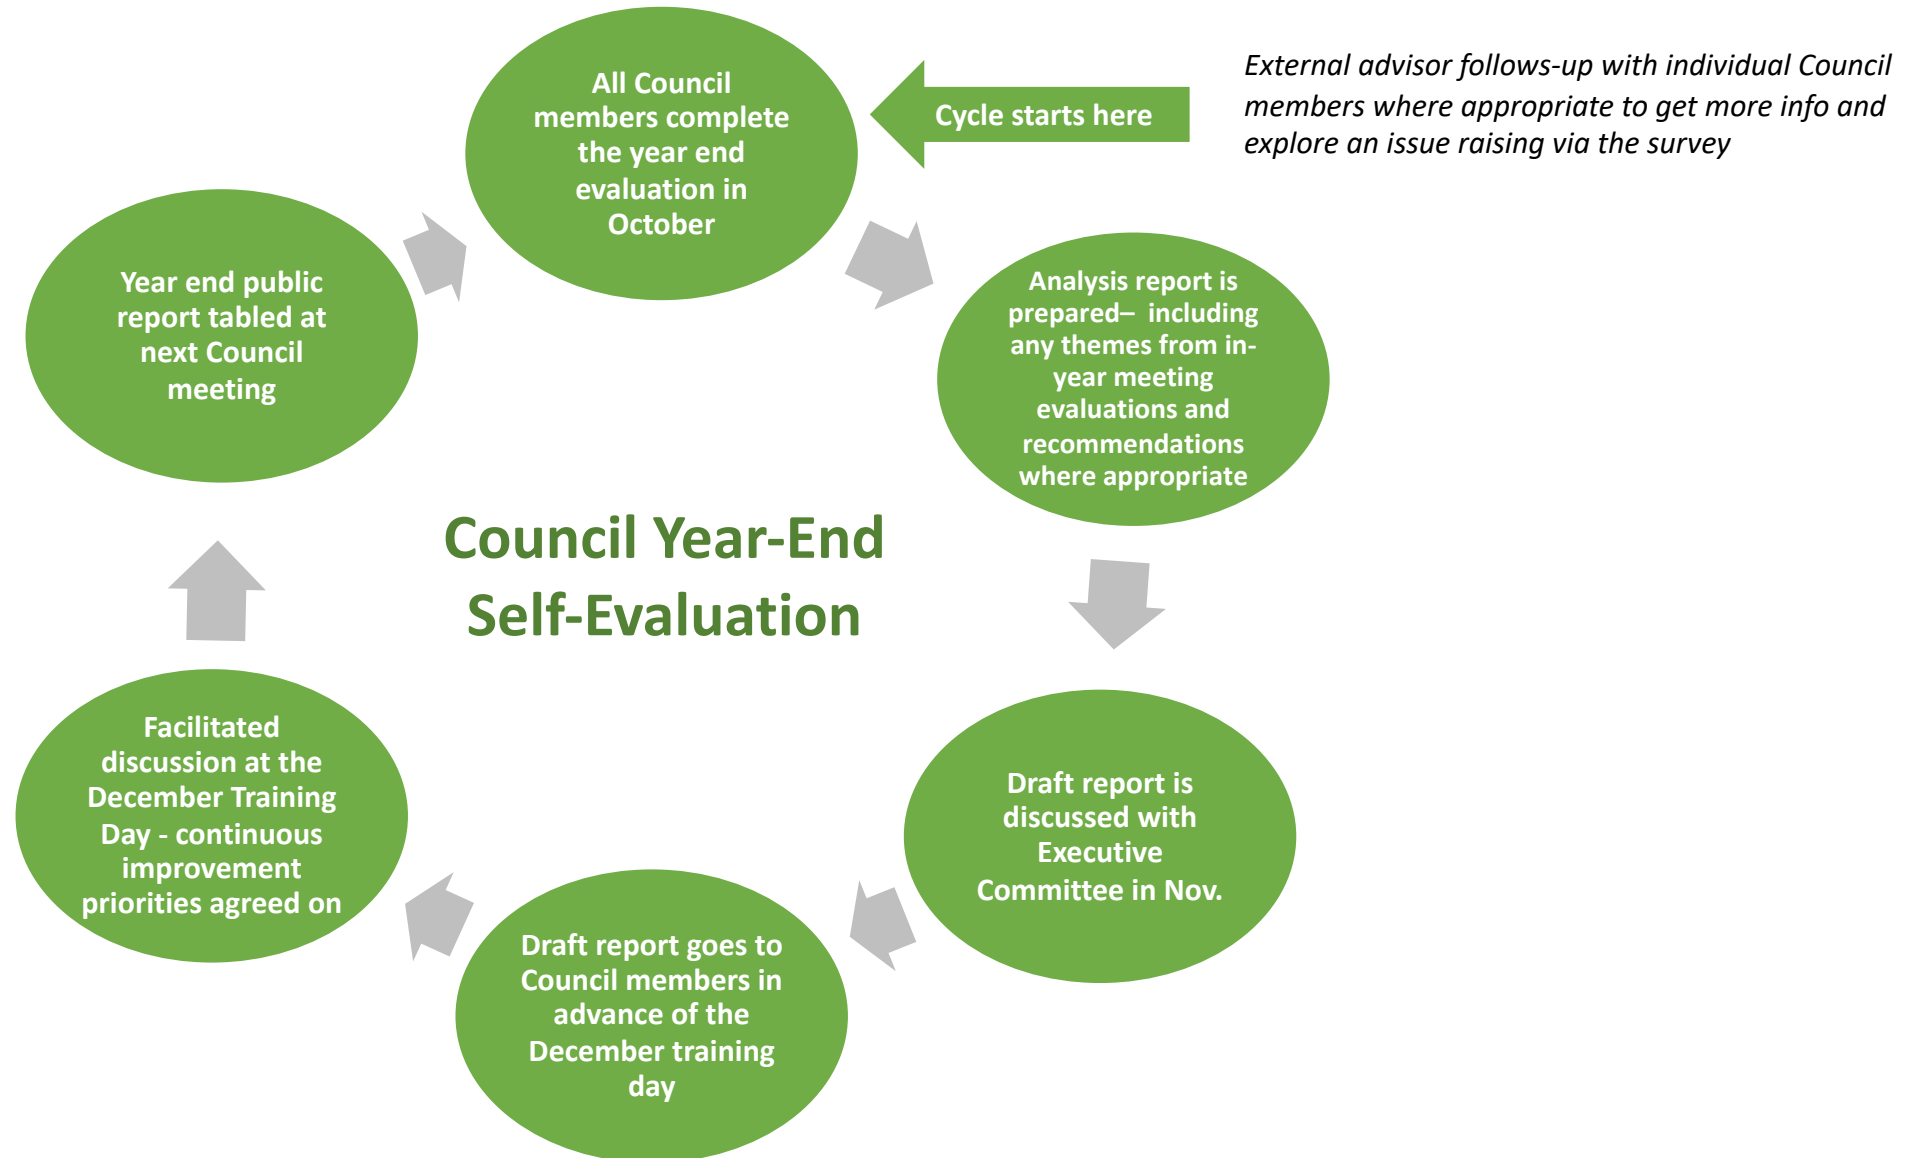 All Council
members complete
the year end
evaluation in
October
Cycle starts here
External advisor follows-up with individual Council
members where appropriate to get more info and
explore an issue raising via the survey
Analysis report is
prepared–  including
any themes from in-
year meeting
evaluations and
recommendations
where appropriate
Draft report is
discussed with
Executive
Committee in Nov.
Draft report goes to
Council members in
advance of the
December training
day
Facilitated
discussion at the
December Training
Day - continuous
improvement
priorities agreed on
Year end public
report tabled at
next Council
meeting
Council Year-End
Self-Evaluation